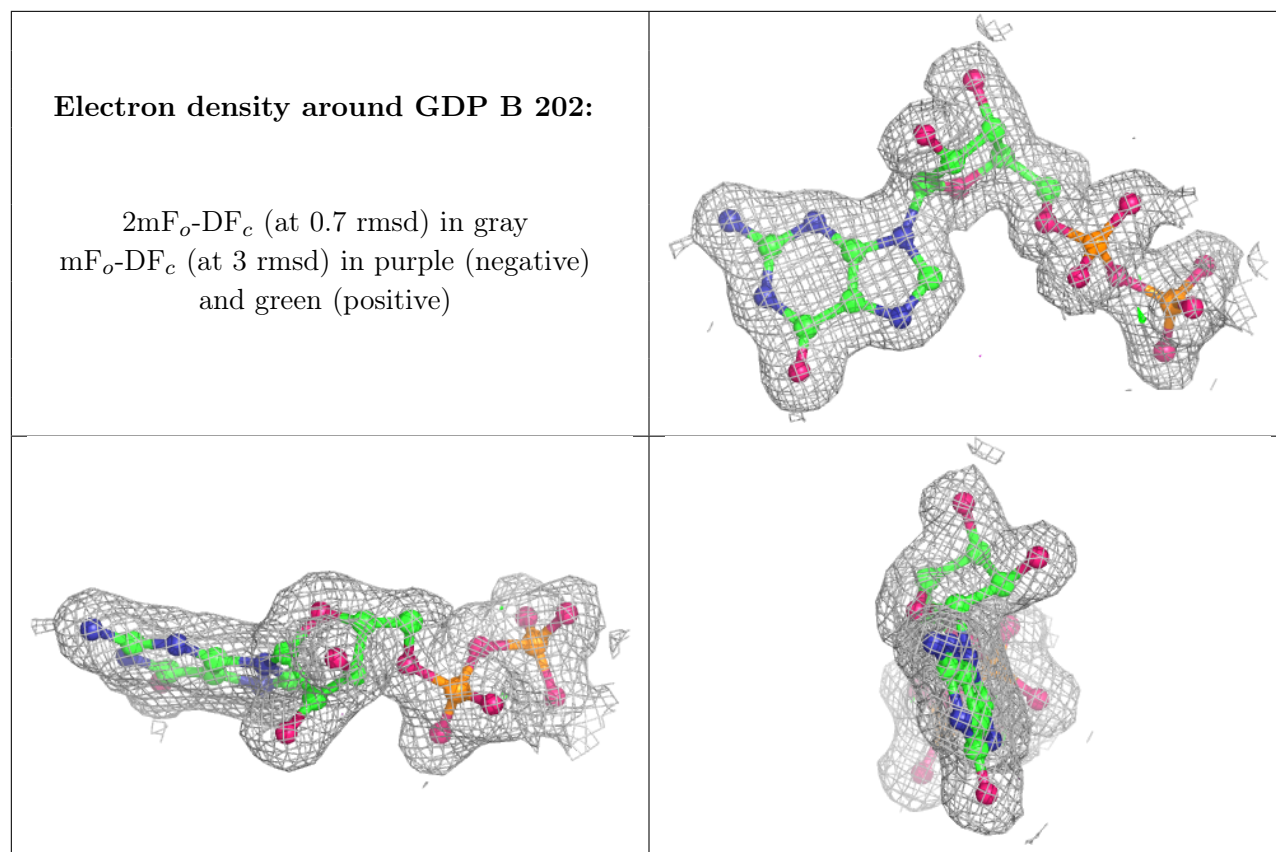 Electron density around GDP B 202:
2mFo-DFc (at 0.7 rmsd) in gray
mFo-DFc (at 3 rmsd) in purple (negative)
and green (positive)